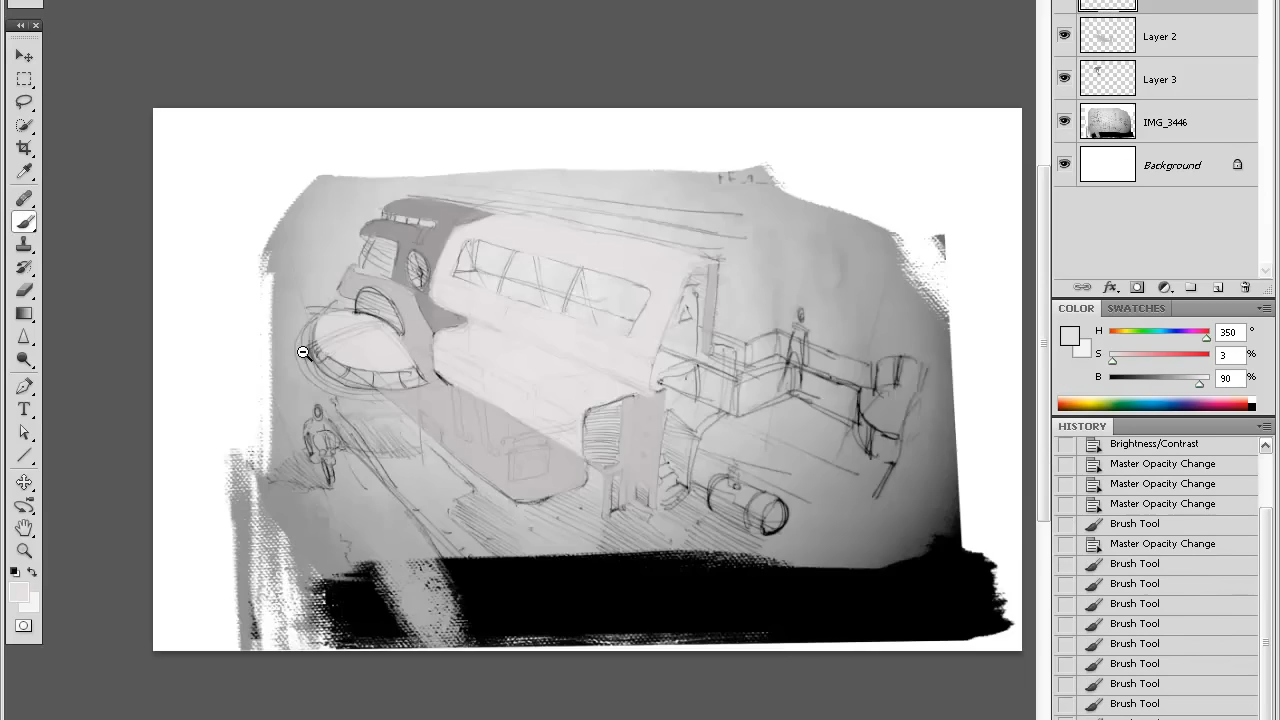 Layer 2
Layer 3
IMG_3446
COLOR SWATCHES
H 350 °
S 3 %
B 90 %
HISTORY
Brightness/Contrast
Master Opacity Change
Master Opacity Change
Master Opacity Change
Brush Tool
Master Opacity Change
Brush Tool
Brush Tool
Brush Tool
Brush Tool
Brush Tool
Brush Tool
Brush Tool
Brush Tool